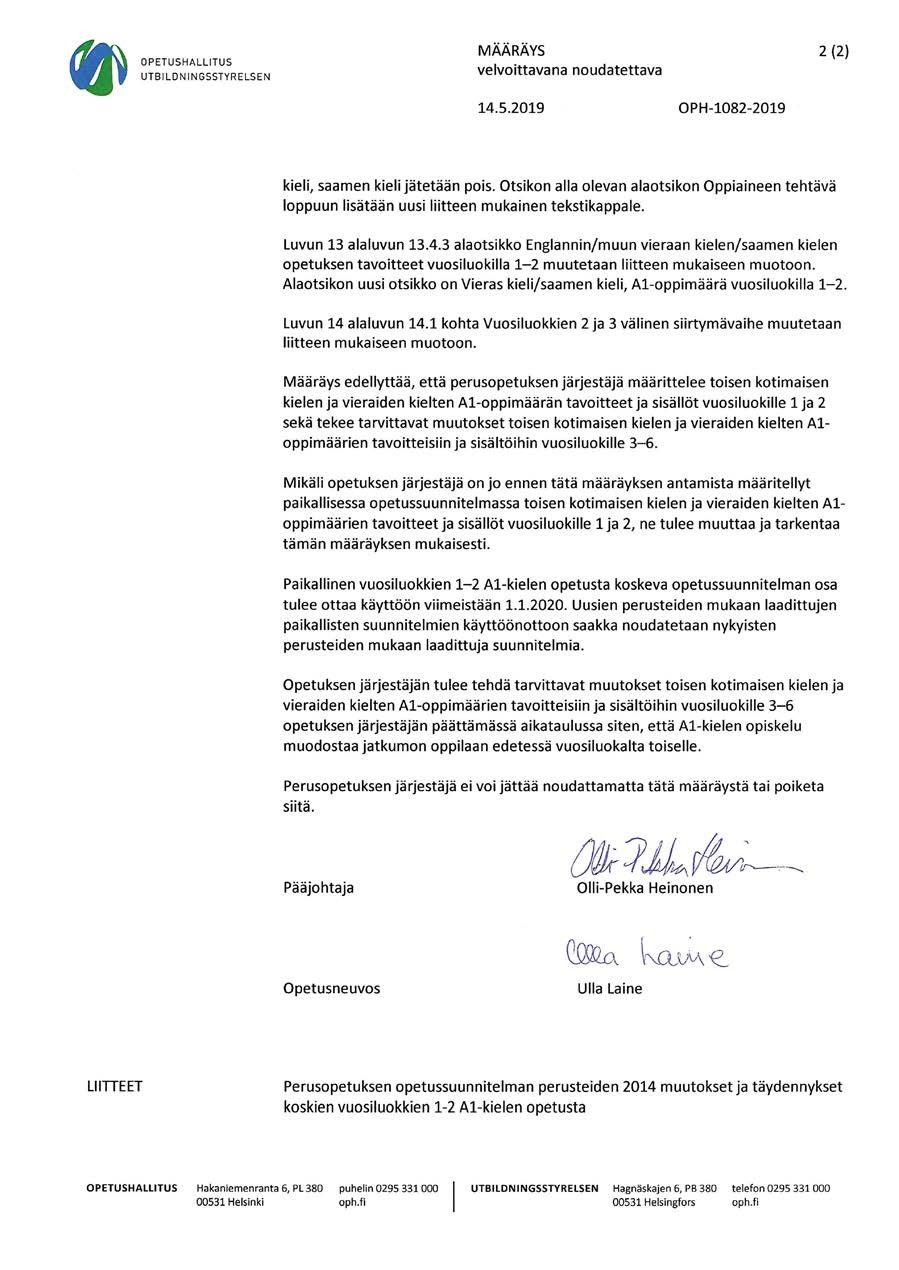 OPETUSHALLITUS
UTBILDNINGSSTYRELSEN
MÄÄRÄYS
velvoittavana noudatettava
2 (2)
14.5.2019
OPH-1082-2019
kieli, saamen kieli jätetään pois. Otsikon alla olevan alaotsikon Oppiaineen tehtävä
loppuun lisätään uusi liitteen mukainen tekstikappale.
Luvun 13 alaluvun 13.4.3 alaotsikko Englannin/muun vieraan kielen/saamen kielen
opetuksen tavoitteet vuosiluokilla 1–2 muutetaan liitteen mukaiseen muotoon.
Alaotsikon uusi otsikko on Vieras kieli/saamen kieli, A1-oppimäärä vuosiluokilla 1–2.
Luvun 14 alaluvun 14.1 kohta Vuosiluokkien 2 ja 3 välinen siirtymävaihe muutetaan
liitteen mukaiseen muotoon.
Määräys edellyttää, että perusopetuksen järjestäjä määrittelee toisen kotimaisen
kielen ja vieraiden kielten A1-oppimäärän tavoitteet ja sisällöt vuosiluokille 1 ja 2
sekä tekee tarvittavat muutokset toisen kotimaisen kielen ja vieraiden kielten A1-
oppimäärien tavoitteisiin ja sisältöihin vuosiluokille 3–6.
Mikäli opetuksen järjestäjä on jo ennen tätä määräyksen antamista määritellyt
paikallisessa opetussuunnitelmassa toisen kotimaisen kielen ja vieraiden kielten A1-
oppimäärien tavoitteet ja sisällöt vuosiluokille 1 ja 2, ne tulee muuttaa ja tarkentaa
tämän määräyksen mukaisesti.
Paikallinen vuosiluokkien 1–2 A1-kielen opetusta koskeva opetussuunnitelman osa
tulee ottaa käyttöön viimeistään 1.1.2020. Uusien perusteiden mukaan laadittujen
paikallisten suunnitelmien käyttöönottoon saakka noudatetaan nykyisten
perusteiden mukaan laadittuja suunnitelmia.
Opetuksen järjestäjän tulee tehdä tarvittavat muutokset toisen kotimaisen kielen ja
vieraiden kielten A1-oppimäärien tavoitteisiin ja sisältöihin vuosiluokille 3–6
opetuksen järjestäjän päättämässä aikataulussa siten, että A1-kielen opiskelu
muodostaa jatkumon oppilaan edetessä vuosiluokalta toiselle.
Perusopetuksen järjestäjä ei voi jättää noudattamatta tätä määräystä tai poiketa
siitä.
Olli-Pekka Heinonen
Pääjohtaja
Olli-Pekka Heinonen
Ulla Laine
Opetusneuvos
Ulla Laine
LIITTEET
Perusopetuksen opetussuunnitelman perusteiden 2014 muutokset ja täydennykset
koskien vuosiluokkien 1-2 A1-kielen opetusta
OPETUSHALLITUS
Hakaniemenranta 6, PL 380
00531 Helsinki
puhelin 0295 331 000
oph.fi
UTBILDNINGSSTYRELSEN
Hagnäskajen 6, PB 380
00531 Helsingfors
telefon 0295 331 000
oph.fi